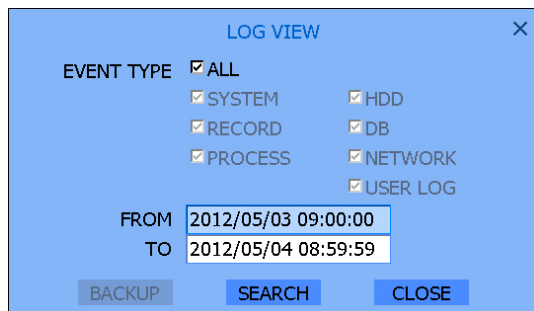 LOG VIEW
EVENT TYPE ALL
SYSTEM HDD
RECORD DB
PROCESS NETWORK
USER LOG
FROM 2012/05/03 09:00:00
TO 2012/05/04 08:59:59
BACKUP SEARCH CLOSE